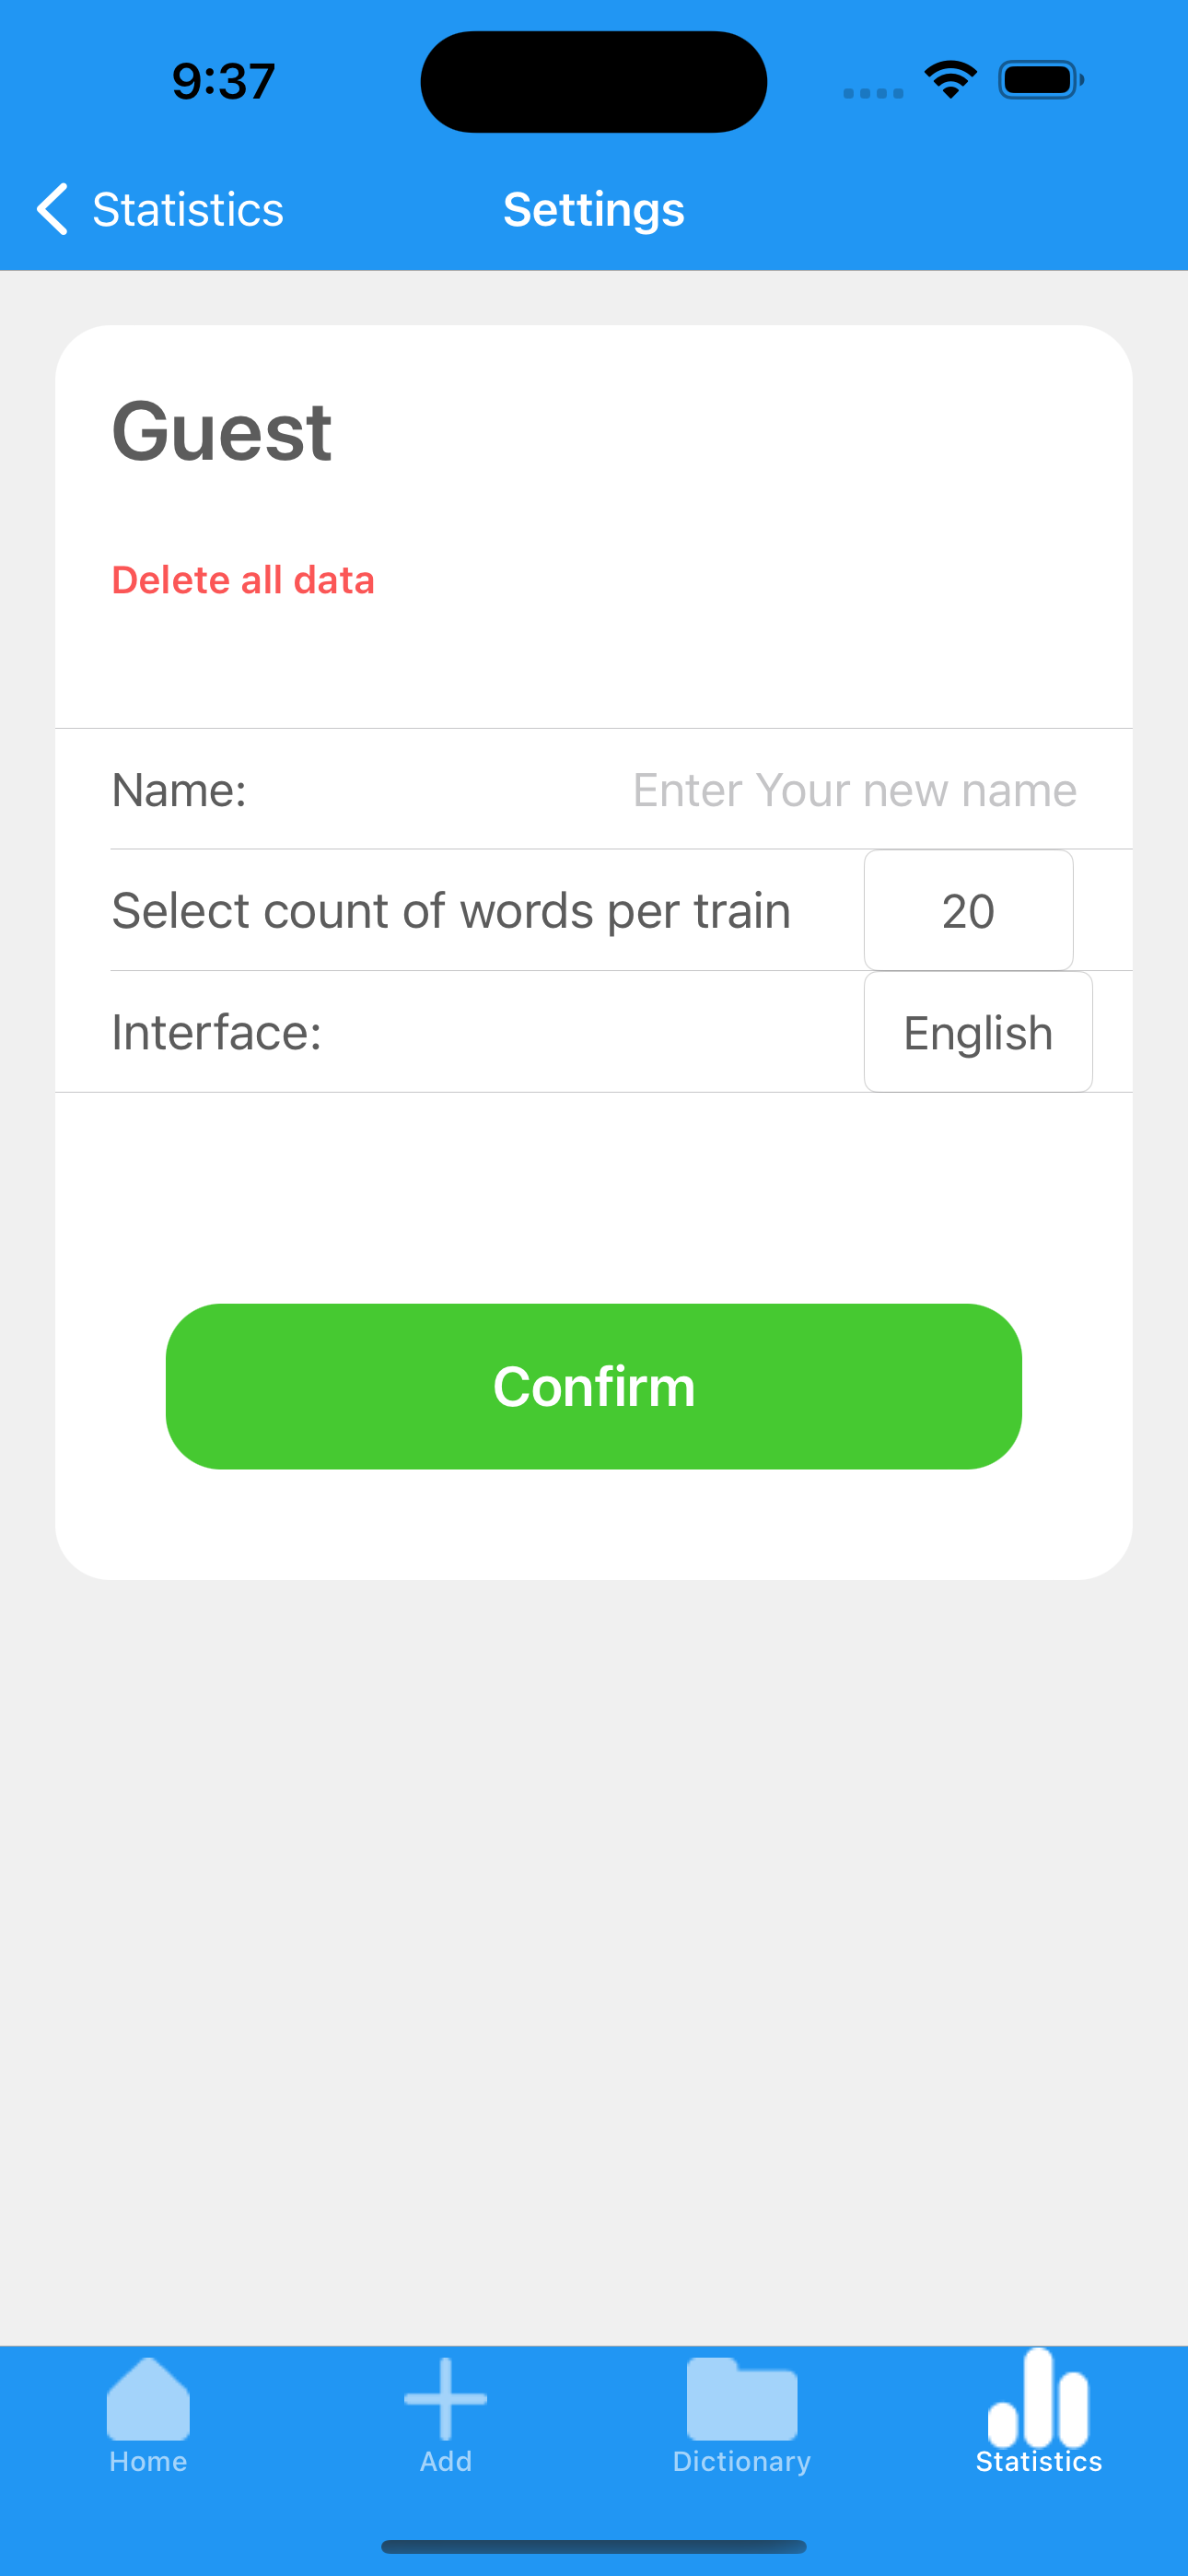 9:37
Statistics
Settings
Guest
Delete all data
Name:
Enter Your new name
Select count of words per train
20
Interface:
English
Confirm
Home
Add
Dictionary
Statistics